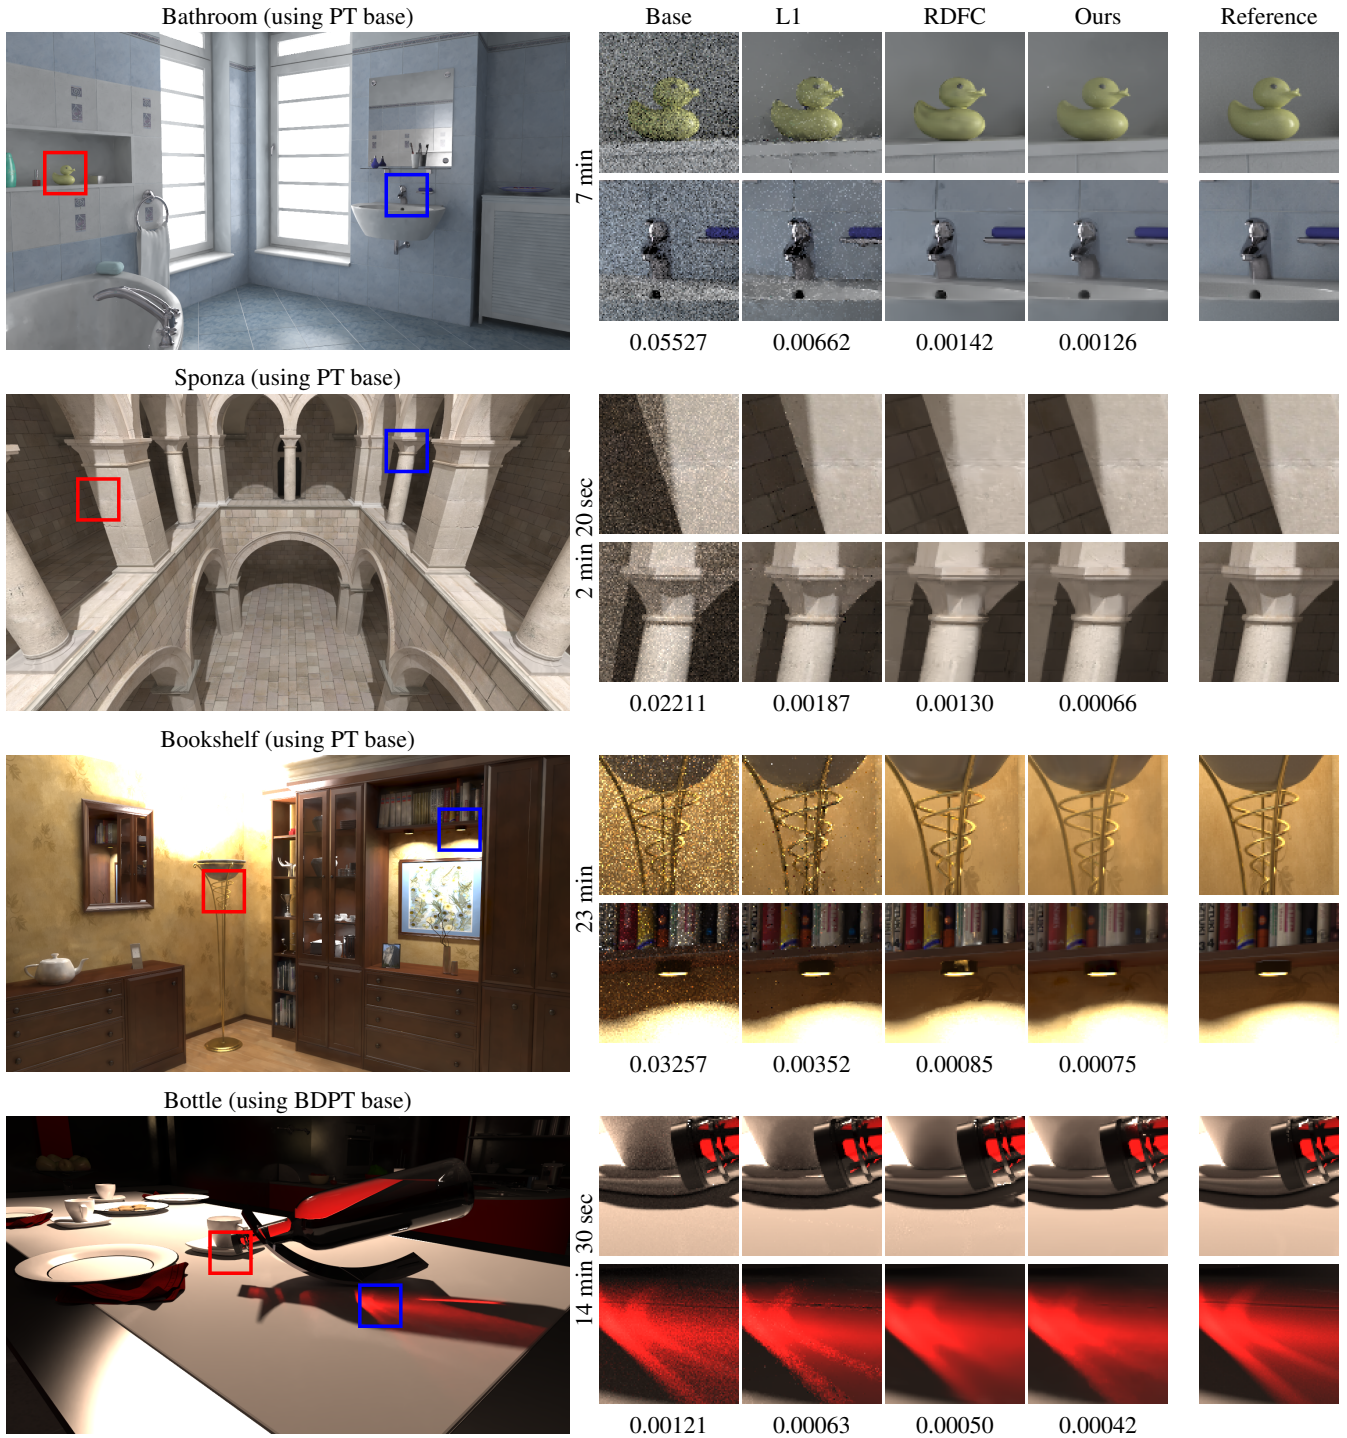 Bathroom (using PT base)
Base L1 RDFC Ours Reference
7 min
0.05527 0.00662 0.00142 0.00126
Sponza (using PT base)
2 min 20 sec
0.02211 0.00187 0.00130 0.00066
Bookshelf (using PT base)
23 min
0.03257 0.00352 0.00085 0.00075
Bottle (using BDPT base)
14 min 30 sec
0.00121 0.00063 0.00050 0.00042